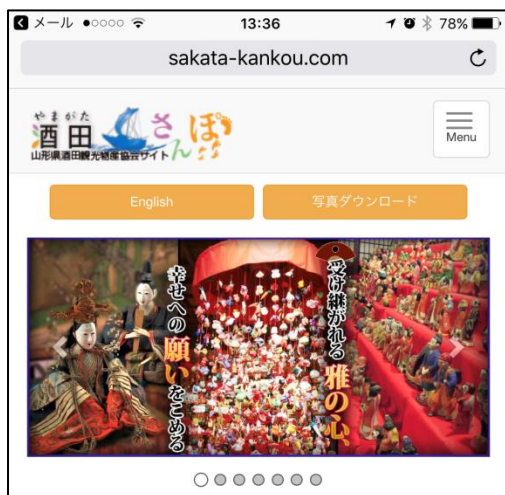 メール 13:36 78%
sakata-kankou.com
やまがた
酒田さんぽ
山形県酒田観光物産協会サイト
Menu
English 写真ダウンロード
受け継がれる雅の心、
幸せへの願いをこめる